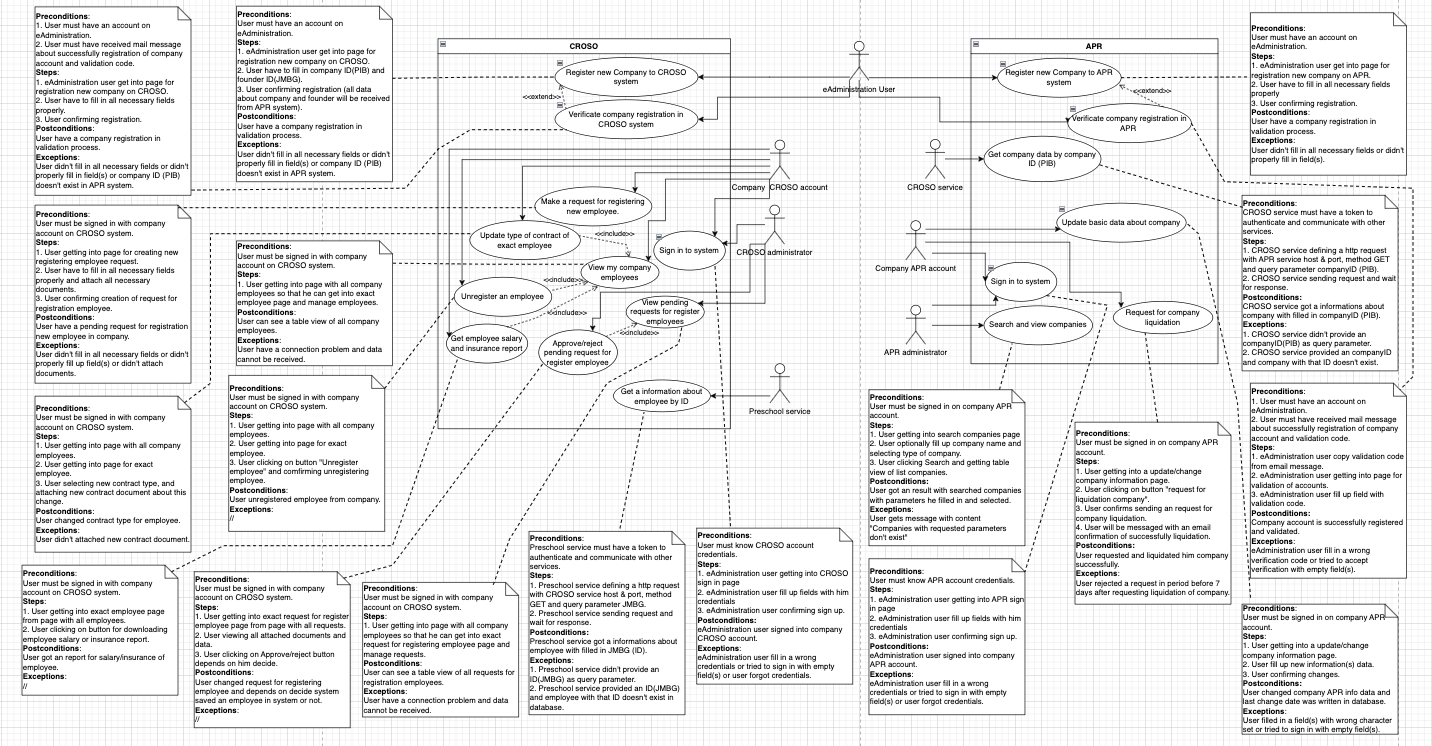 Preconditions:
1. User must have an account on
eAdministration.
2. User must have received mail message
about successfully registration of company
account and validation code.
Steps:
1. eAdministration user get into page for
registration new company on CROSO.
2. User have to fill in all necessary fields
properly.
3. User confirming registration.
Postconditions:
User have a company registration in
validation process.
Exceptions:
User didn't fill in all necessary fields or didn't
properly fill in field(s) or company ID (PIB)
doesn't exist in APR system.
Preconditions:
User must have an account on
eAdministration.
Steps:
1. eAdministration user get into page for
registration new company on CROSO.
2. User have to fill in company ID(PIB) and
founder ID(JMBG).
3. User confirming registration (all data
about company and founder will be received
from APR system).
Postconditions:
User have a company registration in
validation process.
Exceptions:
User didn't fill in all necessary fields or didn't
properly fill in field(s) or company ID (PIB)
doesn't exist in APR system.
CROSO
Register new Company to CROSO
system
<<extend>>
Verificate company registration in
CROSO system
Make a request for registering
new employee.
Update type of contract of
exact employee
<<include>>
Sign in to system
View my company
employees
<<include>>
Unregister an employee
<<include>>
View pending
requests for register
employees
<<include>>
Get employee salary
and insurance report
Approve/reject
pending request for
register employee
Get a information about
employee by ID
eAdministration User
Company CROSO account
CROSO administrator
Preschool service
APR
Register new Company to APR
system
<<extend>>
Verificate company registration in
APR
Get company data by company
ID (PIB)
CROSO service
Update basic data about company
Company APR account
Sign in to system
Search and view companies
Request for company
liquidation
APR administrator
Preconditions:
User must have an account on
eAdministration.
Steps:
1. eAdministration user get into page for
registration new company on APR.
2. User have to fill in all necessary fields
properly
3. User confirming registration.
Postconditions:
User have a company registration in
validation process.
Exceptions:
User didn't fill in all necessary fields or didn't
properly fill in field(s).
Preconditions:
CROSO service must have a token to
authenticate and communicate with other
services.
Steps:
1. CROSO service defining a http request
with APR service host & port, method GET
and query parameter companyID (PIB).
2. CROSO service sending request and wait
for response.
Postconditions:
CROSO service got a informations about
company with filled in companyID (PIB).
Exceptions:
1. CROSO service didn't provide an
companyID(PIB) as query parameter.
2. CROSO service provided an companyID
and company with that ID doesn't exist.
Preconditions:
User must be signed in with company
account on CROSO system.
Steps:
1. User getting into page for creating new
registering employee request.
2. User have to fill in all necessary fields
properly and attach all necessary
documents.
3. User confirming creation of request for
registration employee.
Postconditions:
User have a pending request for registration
new employee in company.
Exceptions:
User didn't fill in all necessary fields or didn't
properly fill up field(s) or didn't attach
documents.
Preconditions:
User must be signed in with company
account on CROSO system.
Steps:
1. User getting into page with all company
employees so that he can get into exact
employee page and manage employees.
Postconditions:
User can see a table view of all company
employees.
Exceptions:
User have a connection problem and data
cannot be received.
Preconditions:
User must be signed in with company
account on CROSO system.
Steps:
1. User getting into page with all company
employees.
2. User getting into page for exact
employee.
3. User selecting new contract type, and
attaching new contract document about this
change.
Postconditions:
User changed contract type for employee.
Exceptions:
User didn't attached new contract document.
Preconditions:
User must be signed in with company
account on CROSO system.
Steps:
1. User getting into page with all company
employees.
2. User getting into page for exact
employee.
3. User clicking on button "Unregister
employee" and comfirming unregistering
employee.
Postconditions:
User unregistered employee from company.
Exceptions:
//
Preconditions:
User must be signed in with company
account on CROSO system.
Steps:
1. User getting into exact employee page
from page with all employees.
2. User clicking on button for downloading
employee salary or insurance report.
Postconditions:
User got an report for salary/insurance of
employee.
Exceptions:
//
Preconditions:
User must be signed in with company
account on CROSO system.
Steps:
1. User getting into exact request for register
employee page from page with all requests.
2. User viewing all attached documents and
data.
3. User clicking on Approve/reject button
depends on him decide.
Postconditions:
User changed request for registering
employee and depends on decide system
saved an employee in system or not.
Exceptions:
//
Preconditions:
User must be signed in with company
account on CROSO system.
Steps:
1. User getting into page with all company
employees so that he can get into exact
request for registering employee page and
manage requests.
Postconditions:
User can see a table view of all requests for
registration employees.
Exceptions:
User have a connection problem and data
cannot be received.
Preconditions:
Preschool service must have a token to
authenticate and communicate with other
services.
Steps:
1. Preschool service defining a http request
with CROSO service host & port, method
GET and query parameter JMBG.
2. Preschool service sending request and
wait for response.
Postconditions:
Preschool service got a informations about
employee with filled in JMBG (ID).
Exceptions:
1. Preschool service didn't provide an
ID(JMBG) as query parameter.
2. Preschool service provided an ID(JMBG)
and employee with that ID doesn't exist in
database.
Preconditions:
User must know CROSO account
credentials.
Steps:
1. eAdministration user getting into CROSO
sign in page
2. eAdministration user fill up fields with him
credentials
3. eAdministration user confirming sign up.
Postconditions:
eAdministration user signed into company
CROSO account.
Exceptions:
eAdministration user fill in a wrong
credentials or tried to sign in with empty
field(s) or user forgot credentials.
Preconditions:
User must be signed in on company APR
account.
Steps:
1. User getting into search companies page
2. User optionally fill up company name and
selecting type of company.
3. User clicking Search and getting table
view of list companies.
Postconditions:
User got an result with searched companies
with parameters he filled in and selected.
Exceptions:
User gets message with content
"Companies with requested parameters
don't exist"
Preconditions:
User must know APR account credentials.
Steps:
1. eAdministration user getting into APR sign
in page
2. eAdministration user fill up fields with him
credentials
3. eAdministration user confirming sign up.
Postconditions:
eAdministration user signed into company
APR account.
Exceptions:
eAdministration user fill in a wrong
credentials or tried to sign in with empty
field(s) or user forgot credentials.
Preconditions:
User must be signed in on company APR
account.
Steps:
1. User getting into a update/change
company information page.
2. User clicking on button "request for
liquidation company".
3. User confirms sending an request for
company liquidation.
4. User will be messaged with an email
confirmation of successfully liquidation.
Postconditions:
User requested and liquidated him company
successfully.
Exceptions:
User rejected a request in period before 7
days after requesting liquidation of company.
Preconditions:
1. User must have an account on
eAdministration.
2. User must have received mail message
about successfully registration of company
account and validation code.
Steps:
1. eAdministration user copy validation code
from email message.
2. eAdministration user getting into page for
validation of accounts.
3. eAdministration user fill up field with
validation code.
Postconditions:
Company account is successfully registered
and validated.
Exceptions:
eAdministration user fill in a wrong
verification code or tried to accept
verification with empty field(s).
Preconditions:
User must be signed in on company APR
account.
Steps:
1. User getting into a update/change
company information page.
2. User fill up new information(s) data.
3. User confirming changes.
Postconditions:
User changed company APR info data and
last change date was written in database.
Exceptions:
User filled in a field(s) with wrong character
set or tried to sign in with empty field(s).